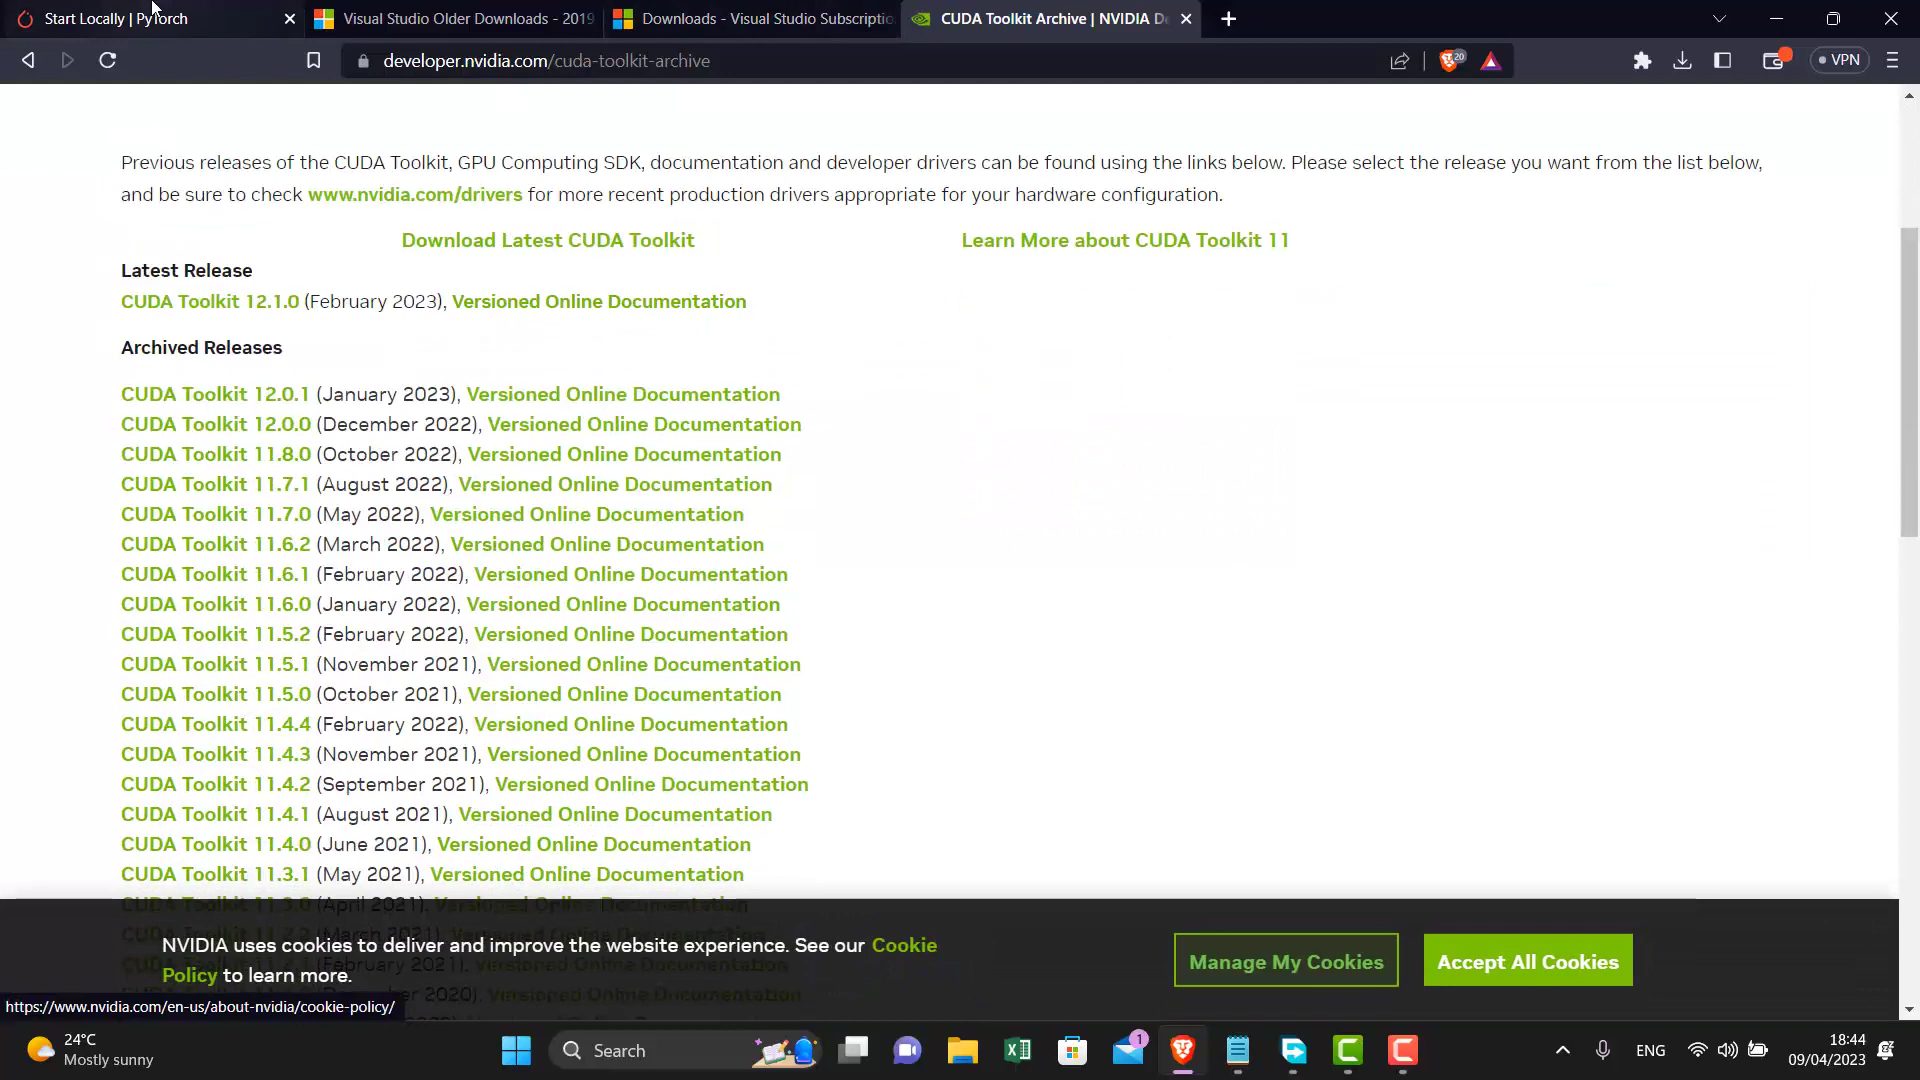 Start Locally | PyTorch
Visual Studio Older Downloads - 2019
Downloads - Visual Studio Subscriptio
CUDA Toolkit Archive | NVIDIA De
developer.nvidia.com/cuda-toolkit-archive
20
VPN
Previous releases of the CUDA Toolkit, GPU Computing SDK, documentation and developer drivers can be found using the links below. Please select the release you want from the list below,
and be sure to check www.nvidia.com/drivers for more recent production drivers appropriate for your hardware configuration.
Download Latest CUDA Toolkit
Learn More about CUDA Toolkit 11
Latest Release
CUDA Toolkit 12.1.0 (February 2023), Versioned Online Documentation
Archived Releases
CUDA Toolkit 12.0.1 (January 2023), Versioned Online Documentation
CUDA Toolkit 12.0.0 (December 2022), Versioned Online Documentation
CUDA Toolkit 11.8.0 (October 2022), Versioned Online Documentation
CUDA Toolkit 11.7.1 (August 2022), Versioned Online Documentation
CUDA Toolkit 11.7.0 (May 2022), Versioned Online Documentation
CUDA Toolkit 11.6.2 (March 2022), Versioned Online Documentation
CUDA Toolkit 11.6.1 (February 2022), Versioned Online Documentation
CUDA Toolkit 11.6.0 (January 2022), Versioned Online Documentation
CUDA Toolkit 11.5.2 (February 2022), Versioned Online Documentation
CUDA Toolkit 11.5.1 (November 2021), Versioned Online Documentation
CUDA Toolkit 11.5.0 (October 2021), Versioned Online Documentation
CUDA Toolkit 11.4.4 (February 2022), Versioned Online Documentation
CUDA Toolkit 11.4.3 (November 2021), Versioned Online Documentation
CUDA Toolkit 11.4.2 (September 2021), Versioned Online Documentation
CUDA Toolkit 11.4.1 (August 2021), Versioned Online Documentation
CUDA Toolkit 11.4.0 (June 2021), Versioned Online Documentation
CUDA Toolkit 11.3.1 (May 2021), Versioned Online Documentation
CUDA Toolkit 11.3.0 (April 2021), Versioned Online Documentation
NVIDIA uses cookies to deliver and improve the website experience. See our Cookie
Policy to learn more.
Manage My Cookies
Accept All Cookies
https://www.nvidia.com/en-us/about-nvidia/cookie-policy/
24°C
Mostly sunny
Search
1
ENG
18:44
09/04/2023